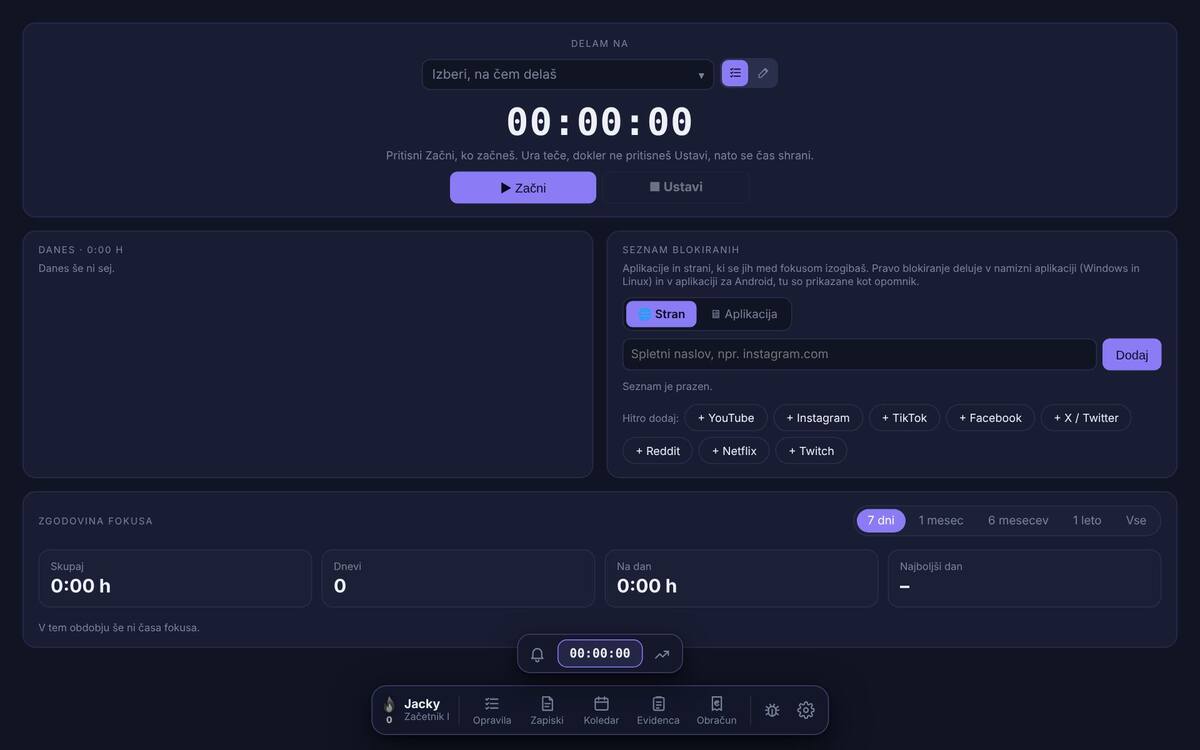 DELAM NA
Izberi, na čem delaš
00:00:00
Pritisni Začni, ko začneš. Ura teče, dokler ne pritisneš Ustavi, nato se čas shrani.
Začni
Ustavi
DANES · 0:00 H
Danes še ni sej.
SEZNAM BLOKIRANIH
Aplikacije in strani, ki se jih med fokusom izogibaš. Pravo blokiranje deluje v namizni aplikaciji (Windows in
Linux) in v aplikaciji za Android, tu so prikazane kot opomnik.
Stran
Aplikacija
Spletni naslov, npr. instagram.com
Dodaj
Seznam je prazen.
Hitro dodaj: + YouTube + Instagram + TikTok + Facebook + X / Twitter
+ Reddit + Netflix + Twitch
ZGODOVINA FOKUSA
7 dni 1 mesec 6 mesecev 1 leto Vse
Skupaj
0:00 h
Dnevi
0
Na dan
0:00 h
Najboljši dan
–
V tem obdobju še ni časa fokusa.
00:00:00
0
Jacky
Začetnik I
Opravila
Zapiski
Koledar
Evidenca
Obračun